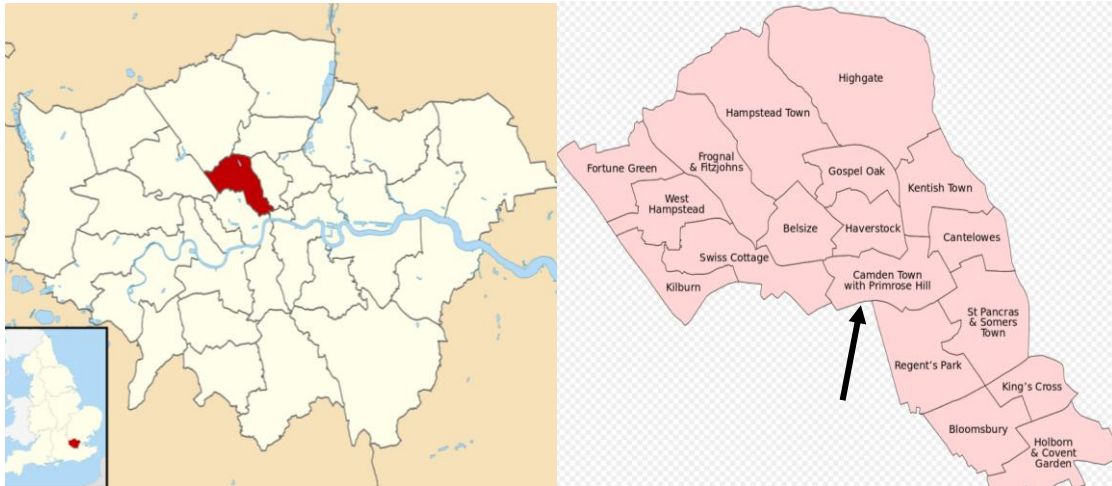 Highgate
Hampstead Town
Frognal
& Fitzjohns
Fortune Green
Gospel Oak
Kentish Town
West
Hampstead
Belsize
Haverstock
Cantelowes
Swiss Cottage
Camden Town
with Primrose Hill
Kilburn
St Pancras
& Somers
Town
Regent's Park
King's Cross
Bloomsbury
Holborn
& Covent
Garden